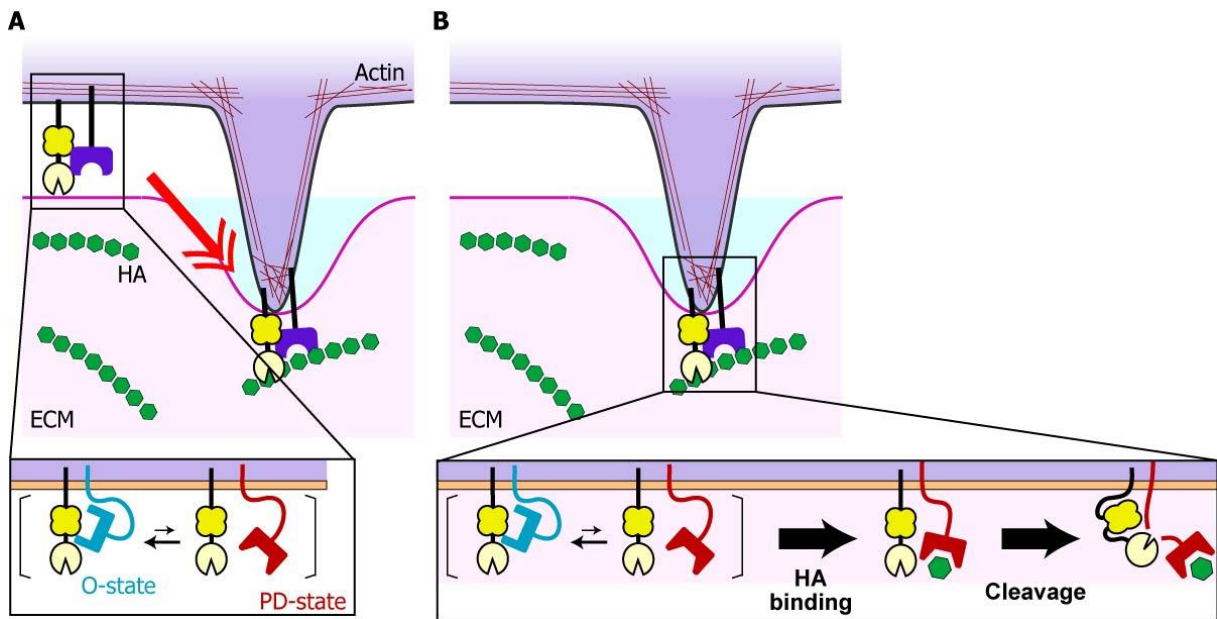 A
Actin
HA
ECM
O-state
PD-state
B
ECM
HA
binding
Cleavage